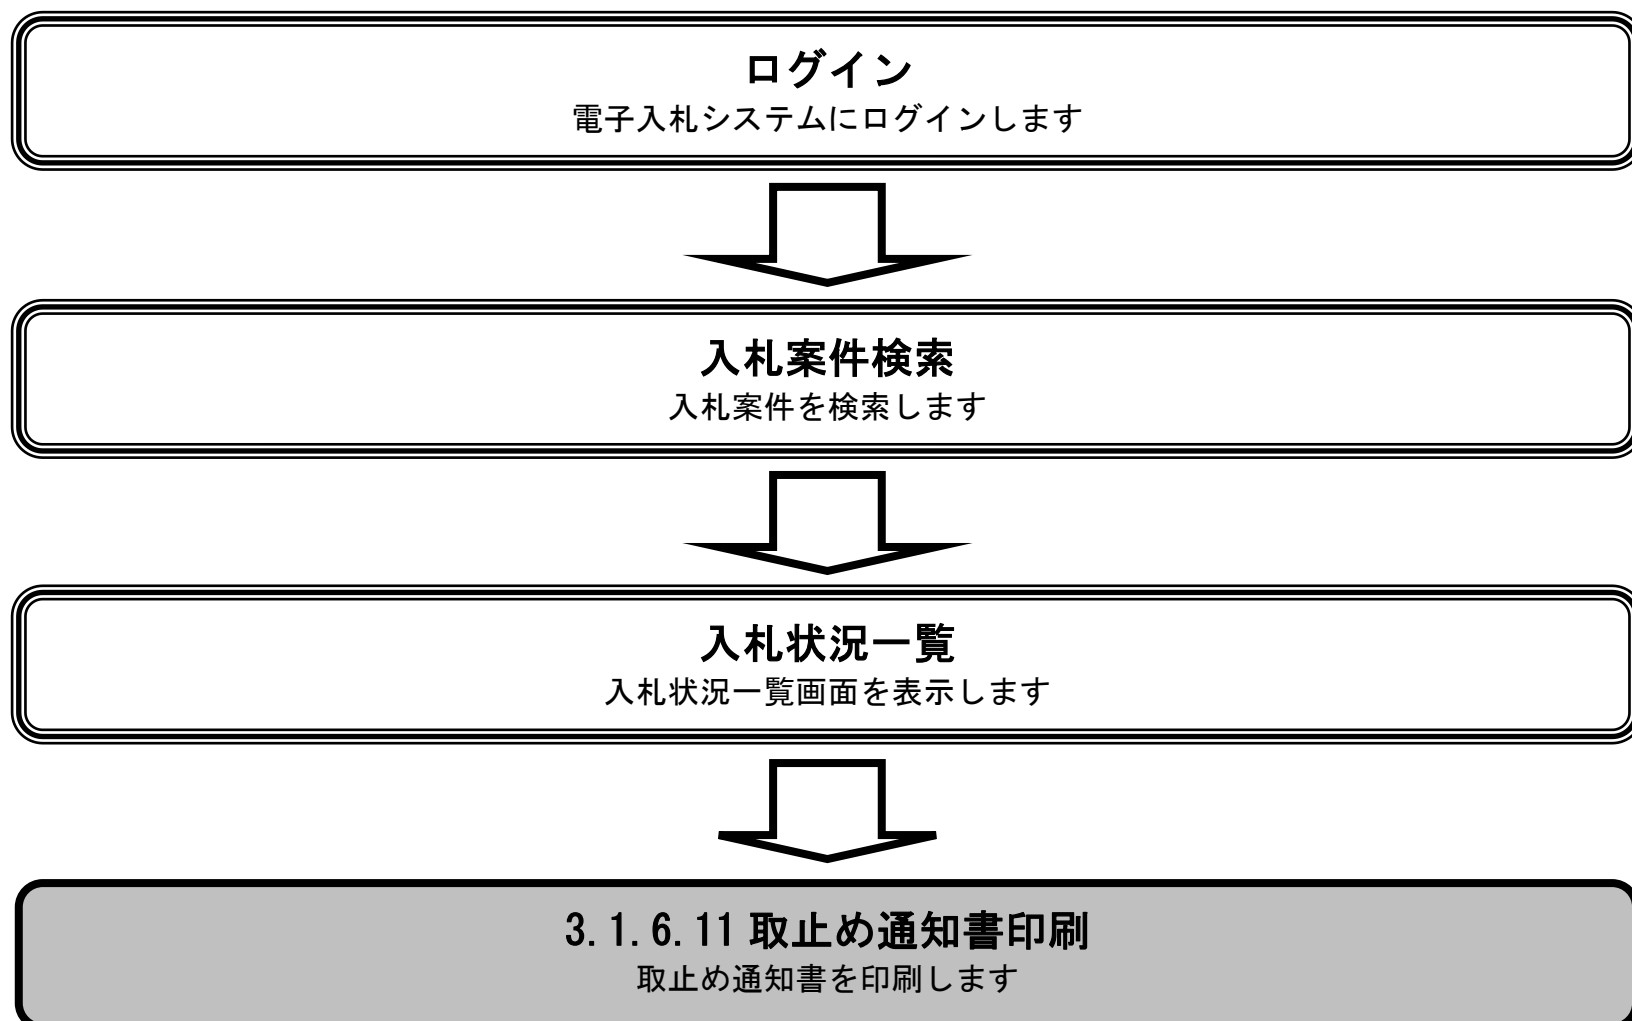 ログイン
電子入札システムにログインします
入札案件検索
入札案件を検索します
入札状況一覧
入札状況一覧画面を表示します
3.1.6.11 取止め通知書印刷
取止め通知書を印刷します